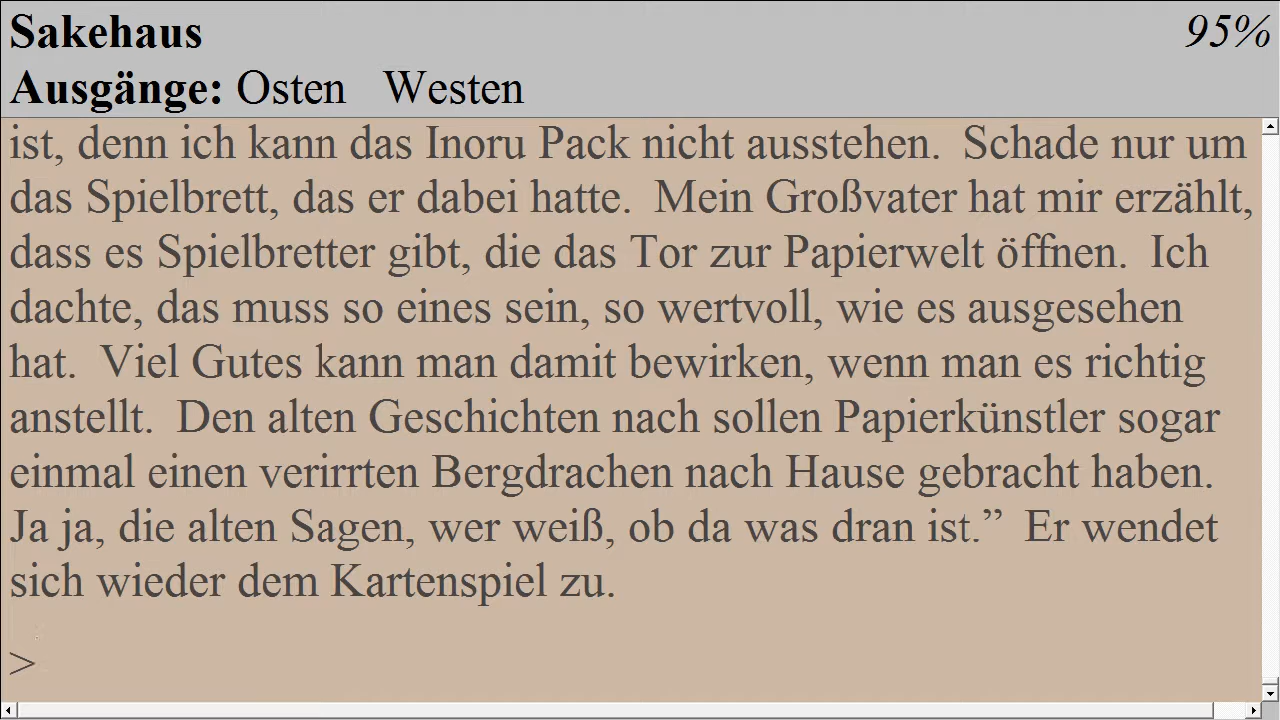 Sakehaus 95%
Ausgänge: Osten Westen
ist, denn ich kann das Inoru Pack nicht ausstehen. Schade nur um
das Spielbrett, das er dabei hatte. Mein Großvater hat mir erzählt,
dass es Spielbretter gibt, die das Tor zur Papierwelt öffnen. Ich
dachte, das muss so eines sein, so wertvoll, wie es ausgesehen
hat. Viel Gutes kann man damit bewirken, wenn man es richtig
anstellt. Den alten Geschichten nach sollen Papierkünstler sogar
einmal einen verirrten Bergdrachen nach Hause gebracht haben.
Ja ja, die alten Sagen, wer weiß, ob da was dran ist.” Er wendet
sich wieder dem Kartenspiel zu.
>